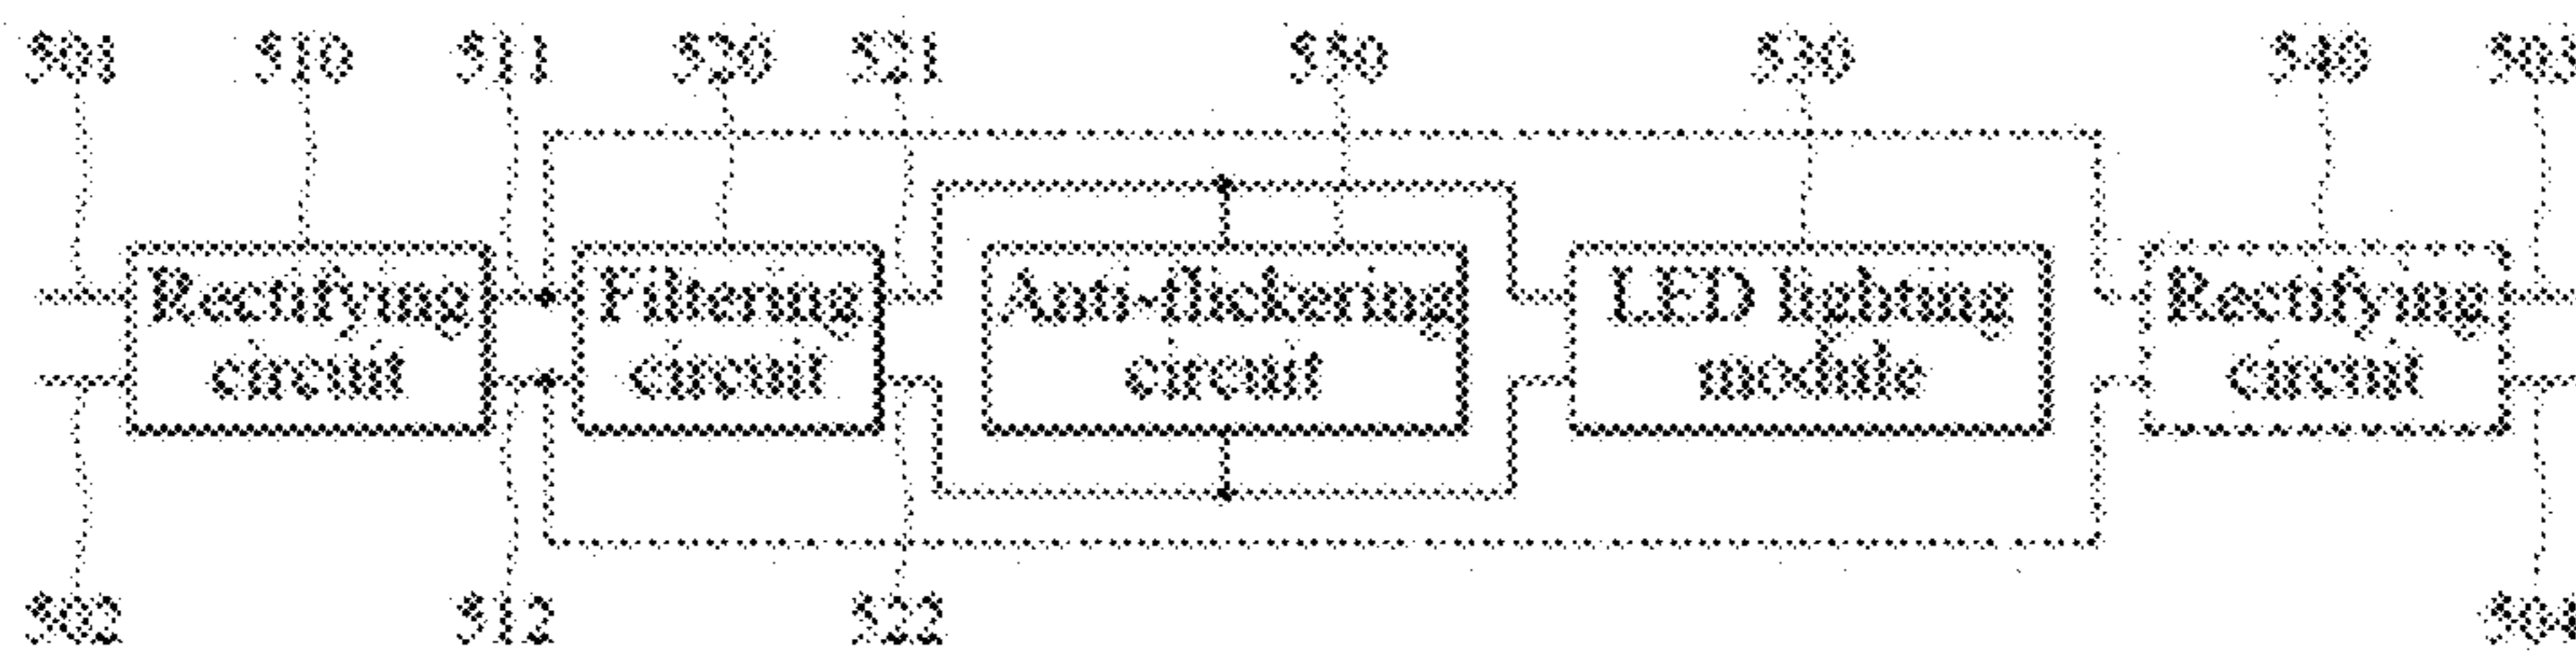 501 510 511 520 521 550 530 540 503
Rectifying circuit
Filtering circuit
Anti-flickering circuit
LED lighting module
Rectifying circuit
502 512 522 504